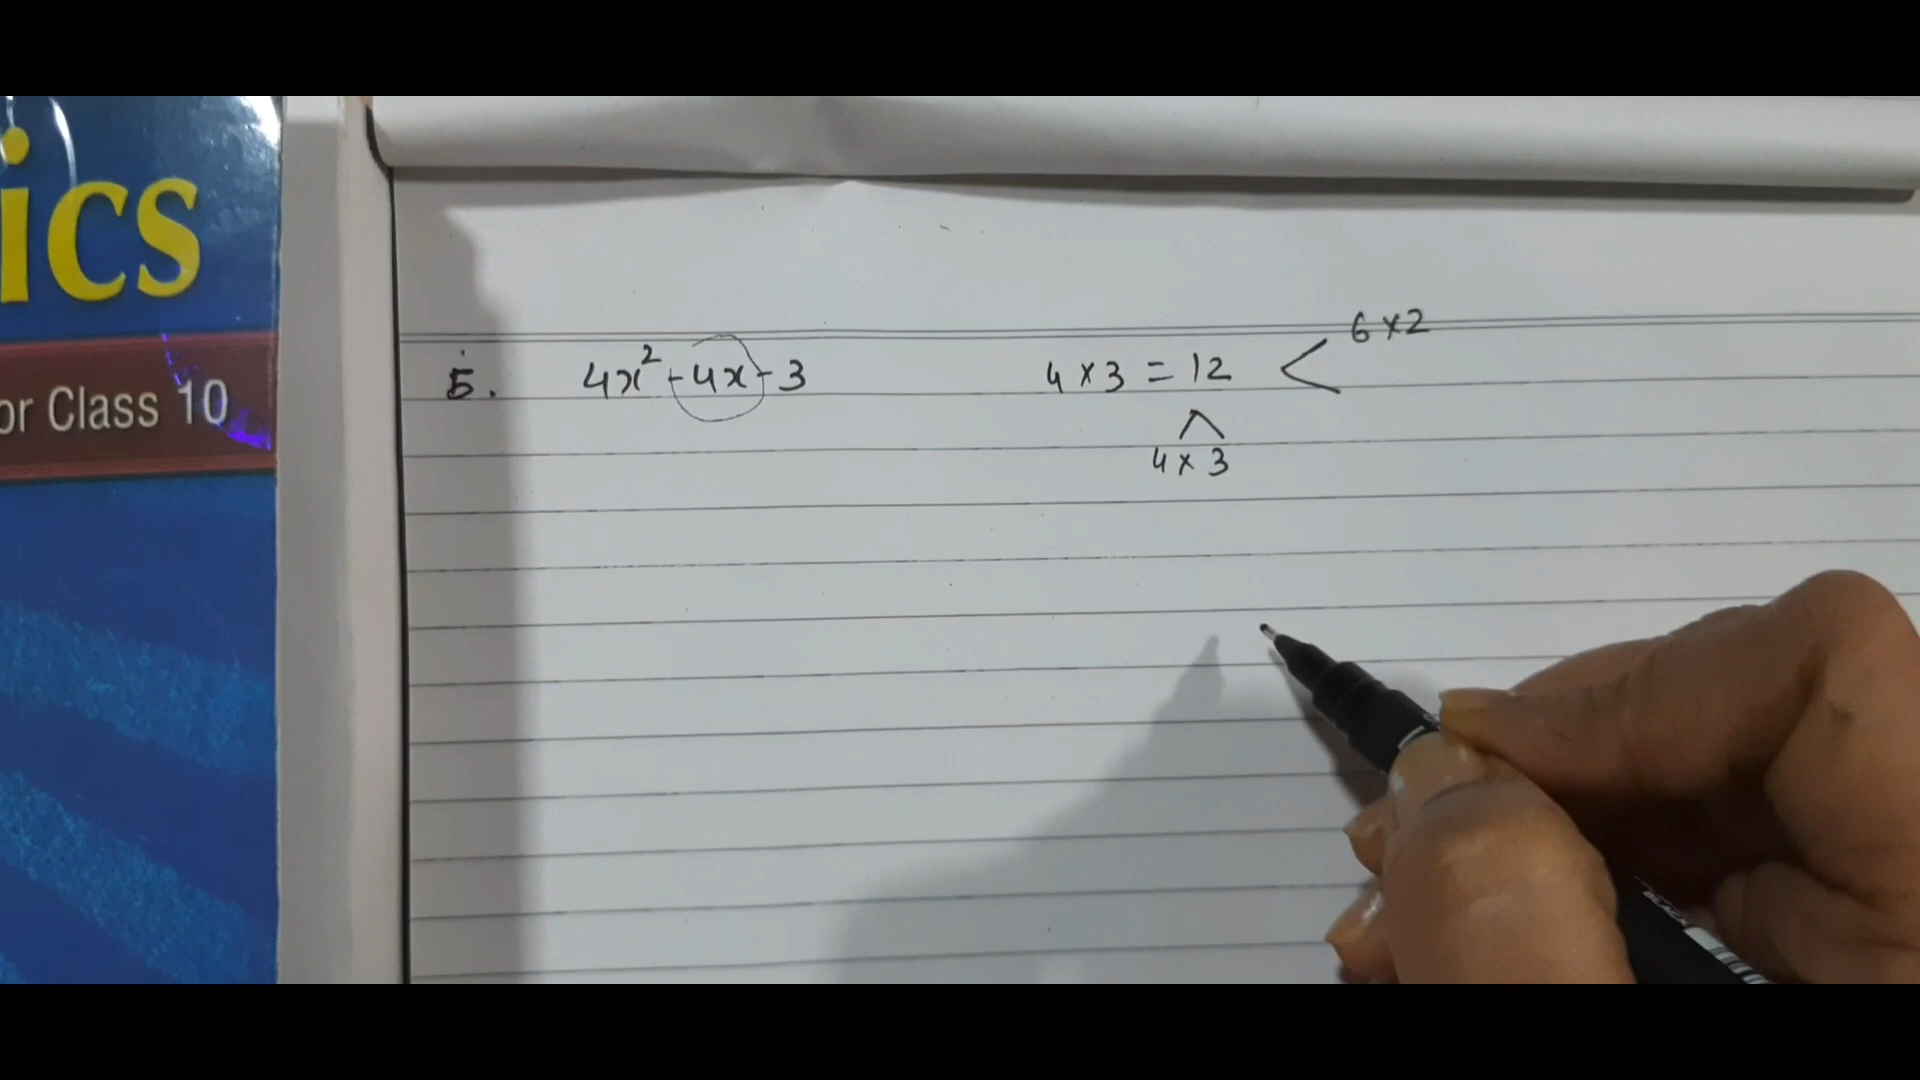 ics
or Class 10
5. 4x² - 4x - 3 4 × 3 = 12 < 6 × 2
4 × 3